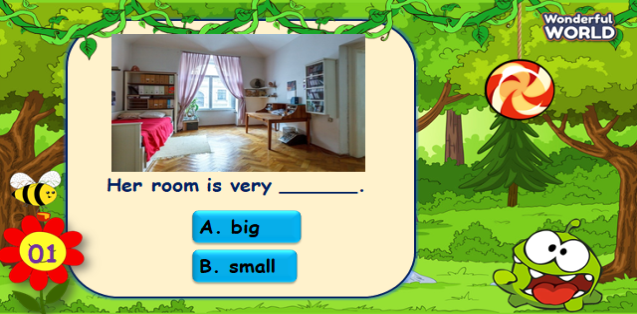 Wonderful
WORLD
Her room is very _______.
A. big
B. small
01